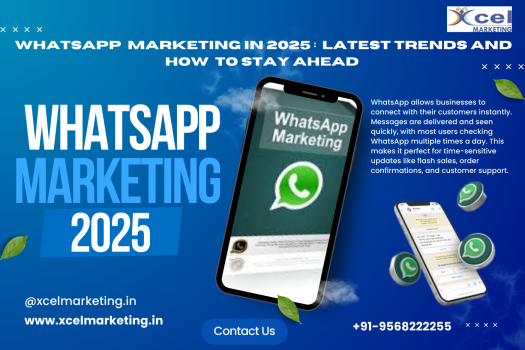 Xcel
MARKETING
WHATSAPP MARKETING IN 2025 : LATEST TRENDS AND
HOW TO STAY AHEAD
WHATSAPP
MARKETING
2025
WhatsApp
Marketing
WhatsApp allows businesses to
connect with their customers instantly.
Messages are delivered and seen
quickly, with most users checking
WhatsApp multiple times a day. This
makes it perfect for time-sensitive
updates like flash sales, order
confirmations, and customer support.
@xcelmarketing.in
www.xcelmarketing.in
Contact Us
+91-9568222255